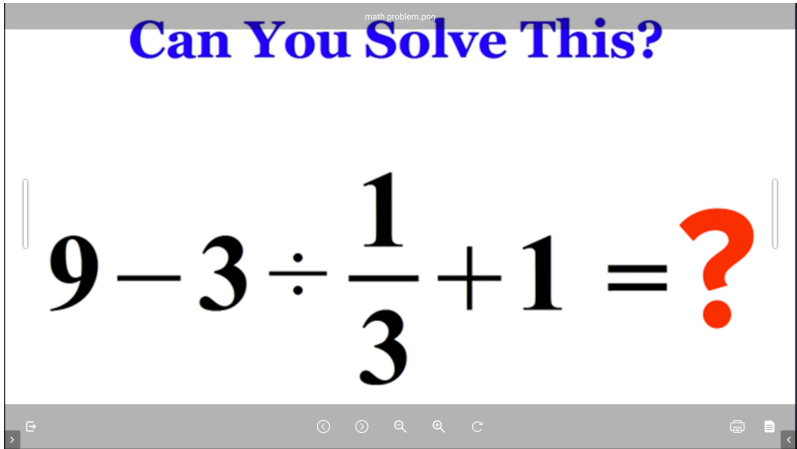 math problem.png
Can You Solve This?
9 − 3 ÷ 1/3 + 1 = ?